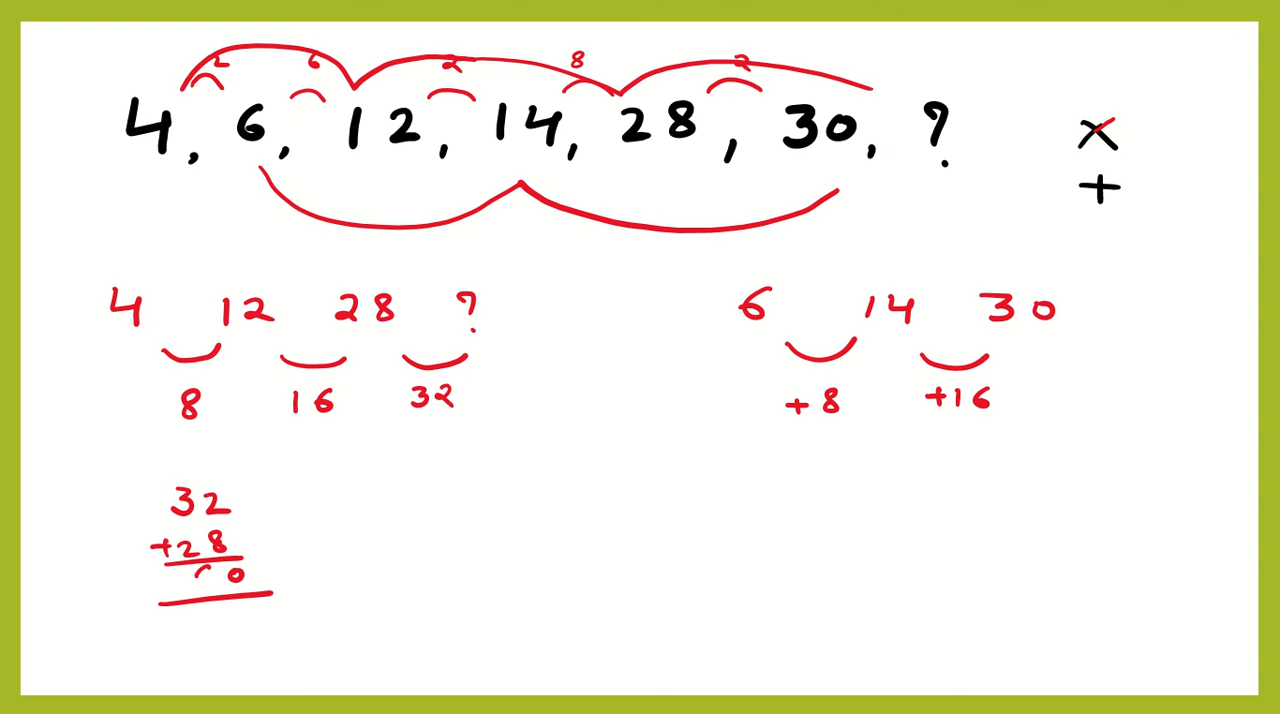 2 6 2 8 2
4, 6, 12, 14, 28, 30, ?
×
+
4 12 28 ? 6 14 30
8 16 32 +8 +16
32
+28
0